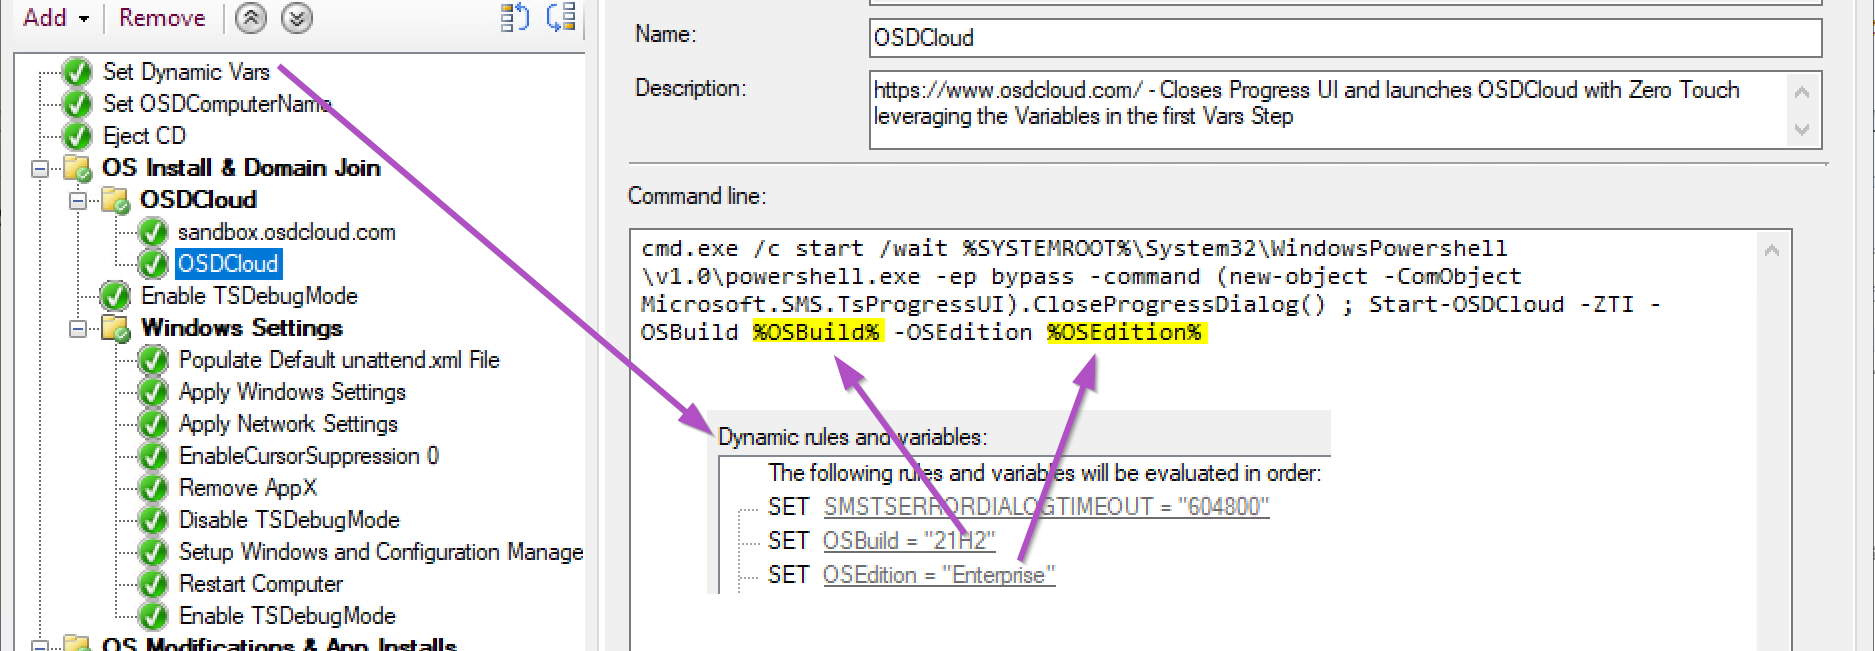 Add
Remove
Set Dynamic Vars
Set OSDComputerName
Eject CD
OS Install & Domain Join
OSDCloud
sandbox.osdcloud.com
OSDCloud
Enable TSDebugMode
Windows Settings
Populate Default unattend.xml File
Apply Windows Settings
Apply Network Settings
EnableCursorSuppression 0
Remove AppX
Disable TSDebugMode
Setup Windows and Configuration Manage
Restart Computer
Enable TSDebugMode
OS Modifications & App Installs
Name:
OSDCloud
Description:
https://www.osdcloud.com/ - Closes Progress UI and launches OSDCloud with Zero Touch
leveraging the Variables in the first Vars Step
Command line:
cmd.exe /c start /wait %SYSTEMROOT%\System32\WindowsPowershell
\v1.0\powershell.exe -ep bypass -command (new-object -ComObject
Microsoft.SMS.TsProgressUI).CloseProgressDialog() ; Start-OSDCloud -ZTI -
OSBuild %OSBuild% -OSEdition %OSEdition%
Dynamic rules and variables:
The following rules and variables will be evaluated in order:
SET SMSTSERRORDIALOGTIMEOUT = "604800"
SET OSBuild = "21H2"
SET OSEdition = "Enterprise"